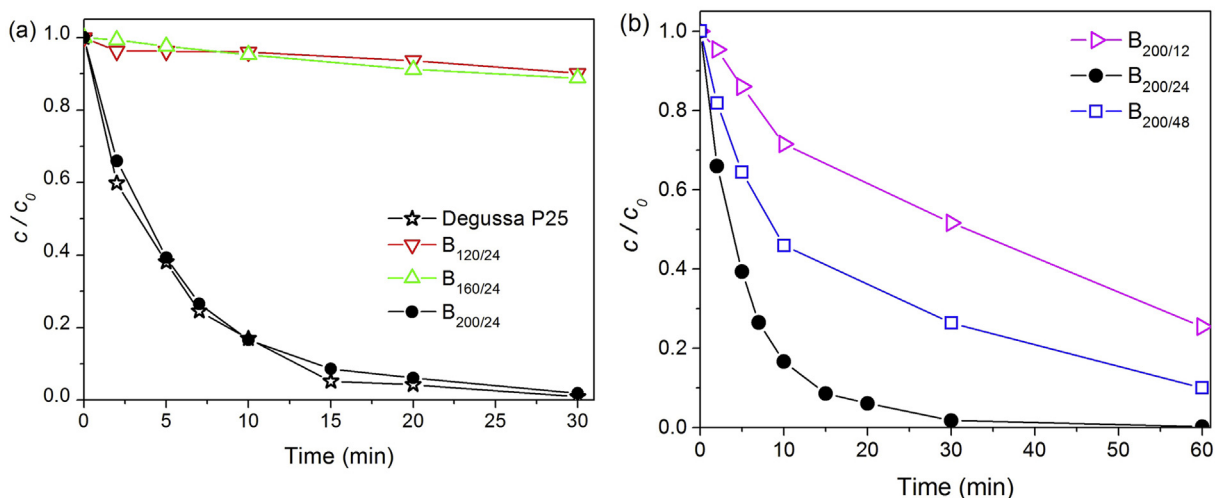 (a)
1.0
0.8
0.6
0.4
0.2
0.0
c / c₀
0 5 10 15 20 25 30
Time (min)
Degussa P25
B₁₂₀/₂₄
B₁₆₀/₂₄
B₂₀₀/₂₄
(b)
1.0
0.8
0.6
0.4
0.2
0.0
c / c₀
0 10 20 30 40 50 60
Time (min)
B₂₀₀/₁₂
B₂₀₀/₂₄
B₂₀₀/₄₈